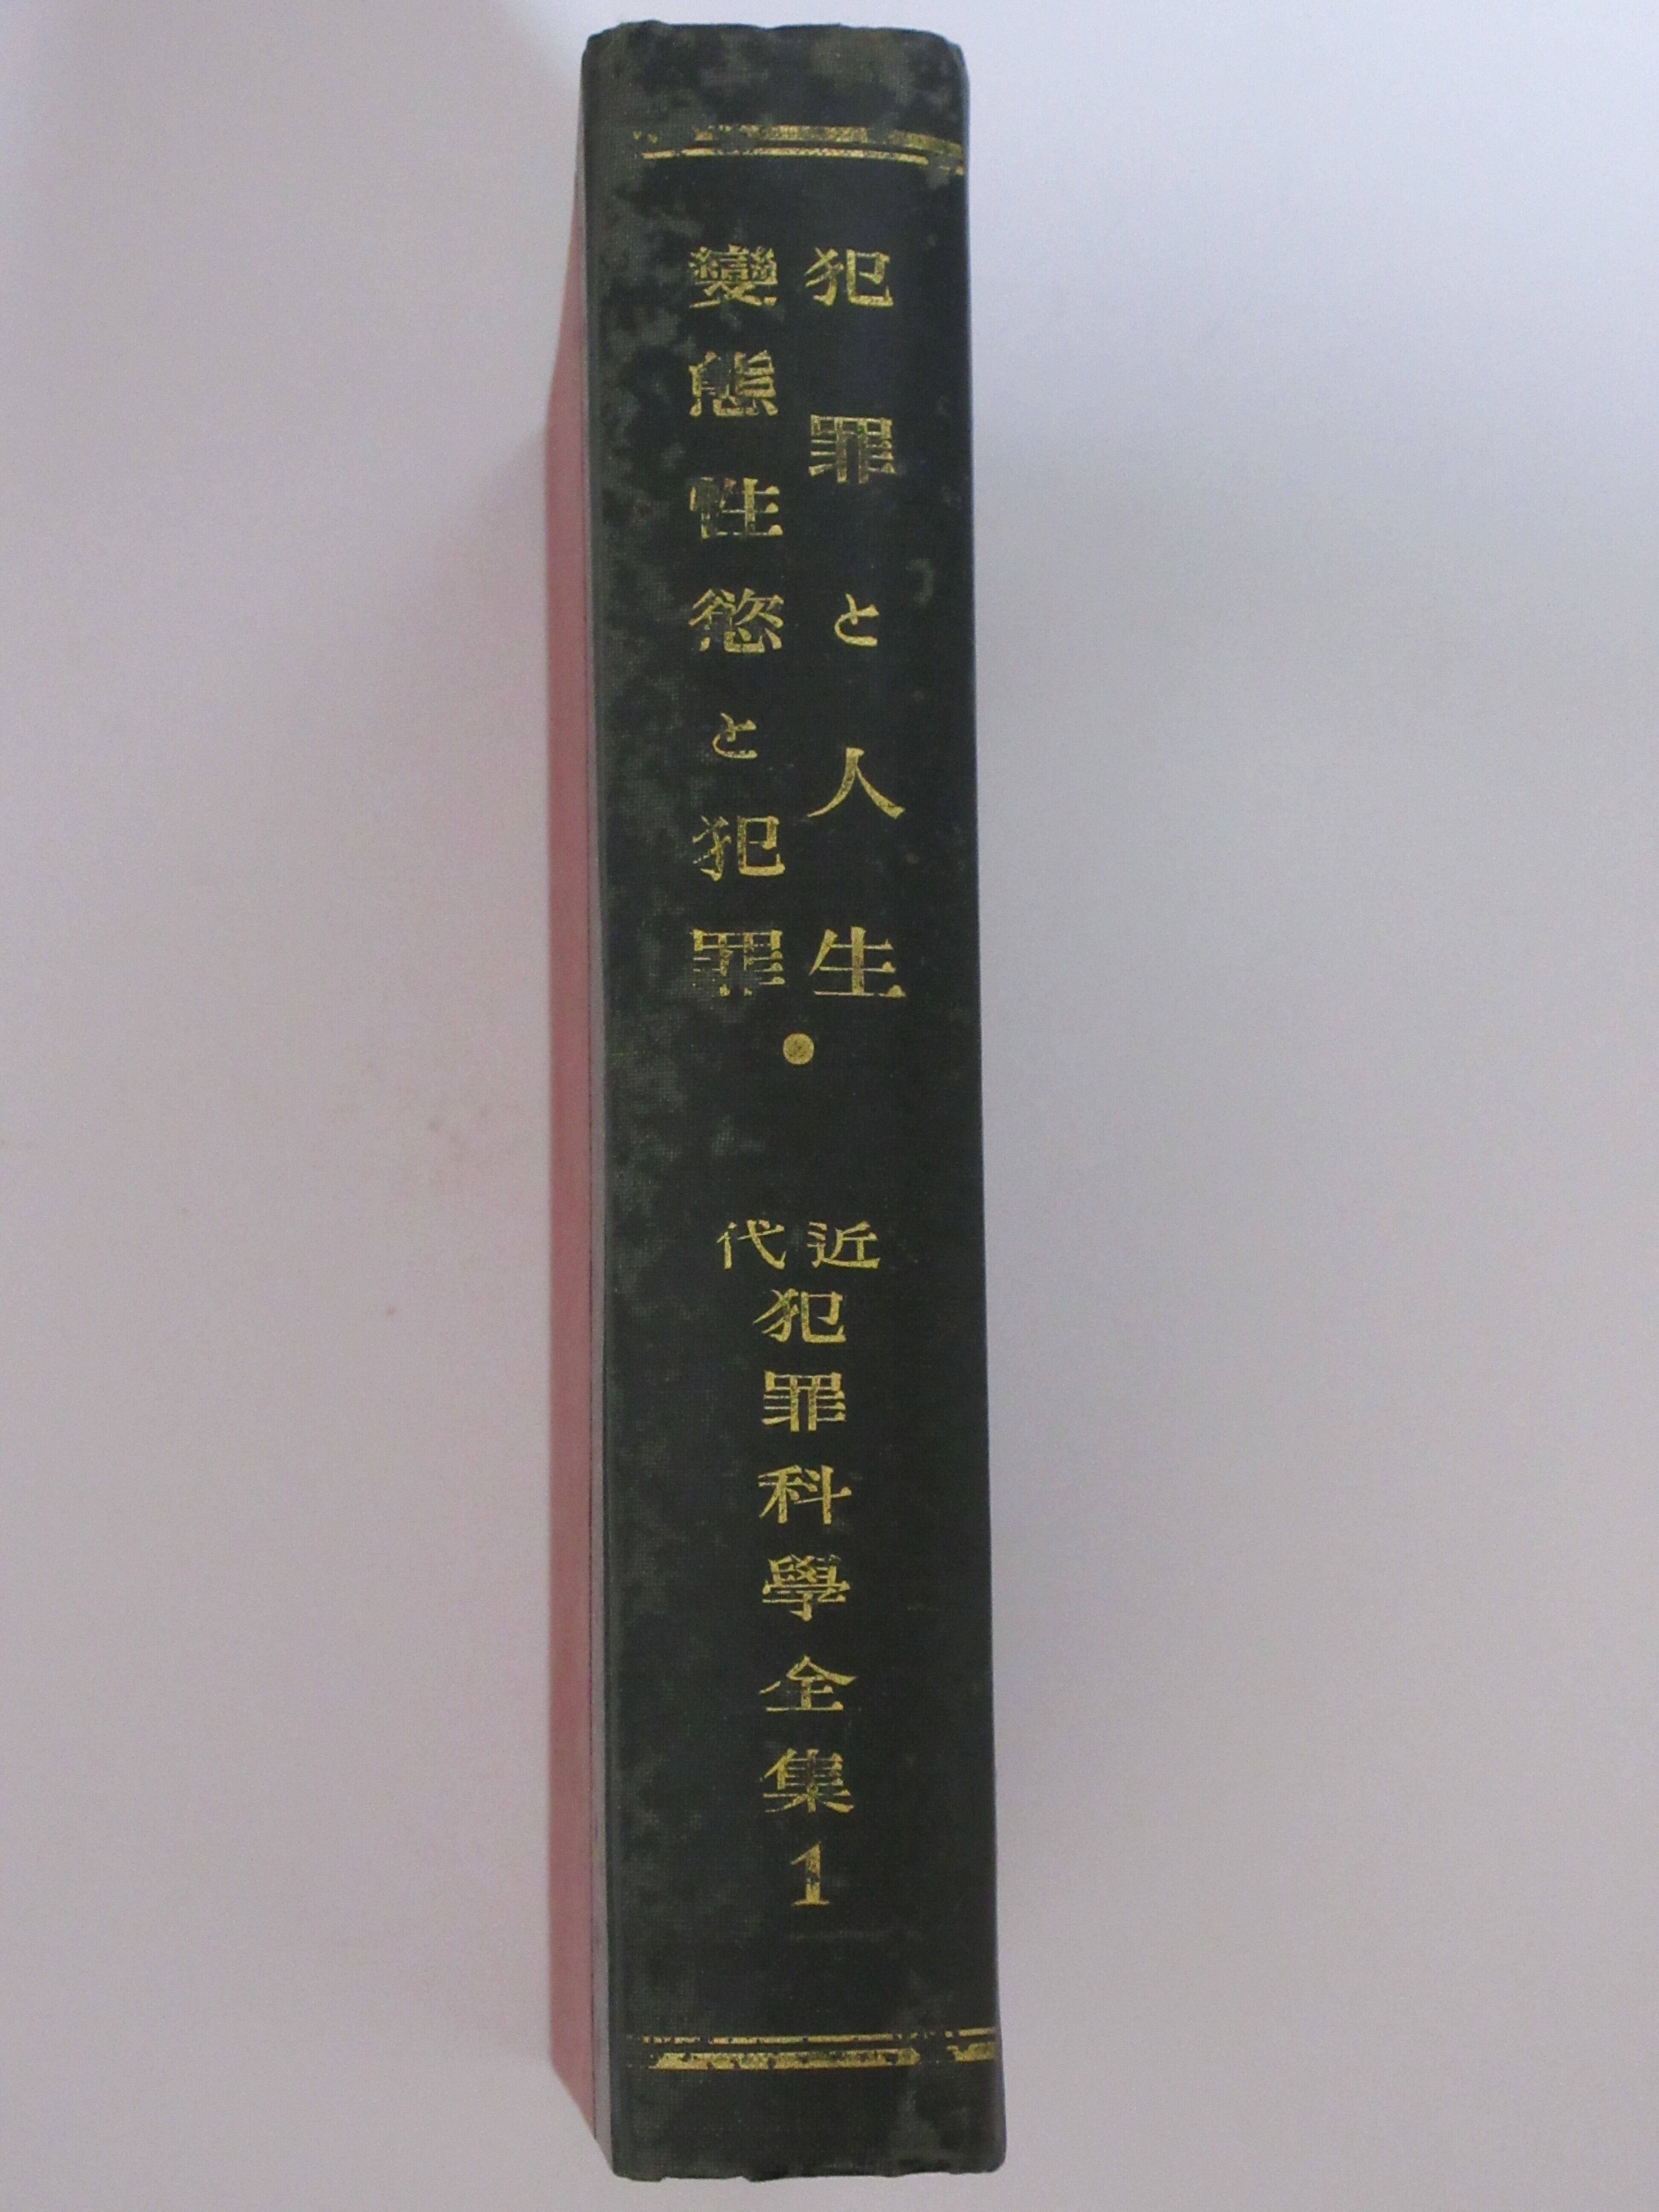 犯罪と人生
變態性慾と犯罪
●
近代
犯罪科學全集1